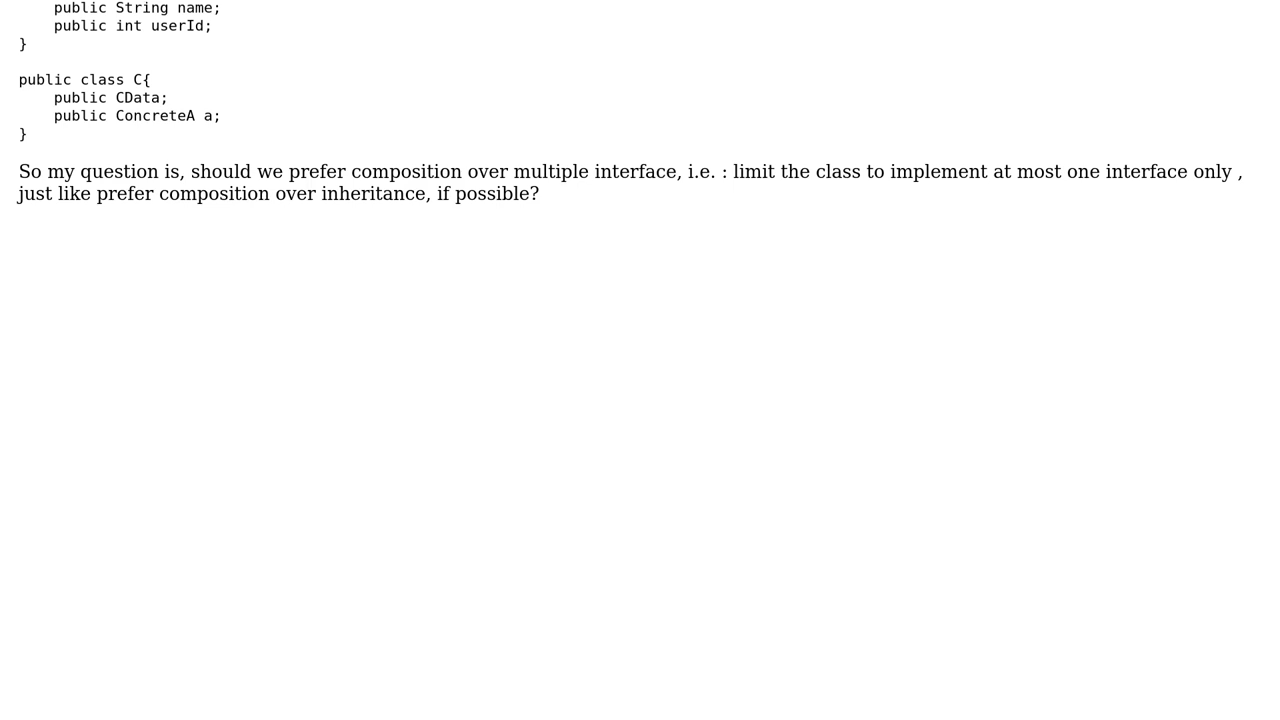 public String name;
    public int userId;
}

public class C{
    public CData;
    public ConcreteA a;
}

So my question is, should we prefer composition over multiple interface, i.e. : limit the class to implement at most one interface only ,
just like prefer composition over inheritance, if possible?